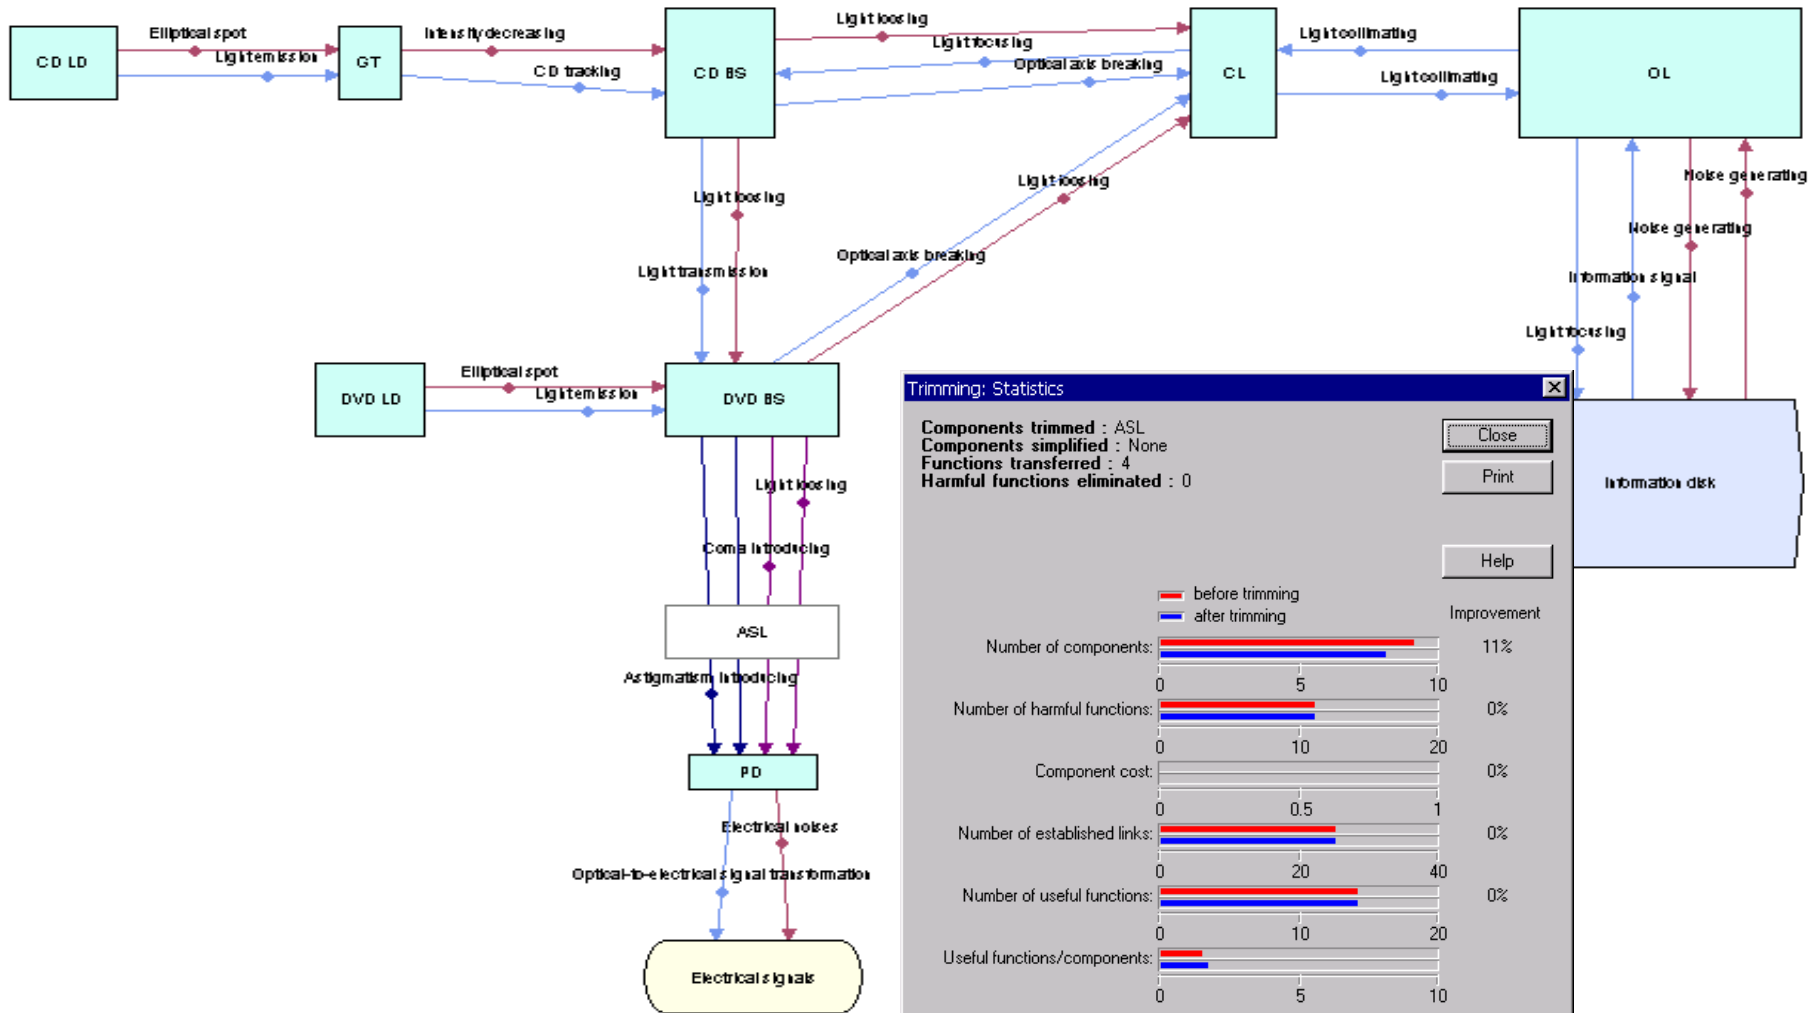 Light loosing
Elliptical spot
Intensity decreasing
Light focusing
Light collimating
Light emission
CD LD
GT
CD BS
CL
OL
CD tracking
Optical axis breaking
Light collimating
Light loosing
Light loosing
Noise generating
Noise generating
Optical axis breaking
Light transmission
Information signal
Light focusing
Elliptical spot
Light emission
DVD LD
DVD BS
Light loosing
Coma introducing
ASL
Astigmatism introducing
PD
Electrical noises
Optical-to-electrical signal transformation
Electrical signals
Information disk
Trimming: Statistics
Components trimmed : ASL
Components simplified : None
Functions transferred : 4
Harmful functions eliminated : 0
Close
Print
Help
before trimming
after trimming
Improvement
Number of components: 11%
0 5 10
Number of harmful functions: 0%
0 10 20
Component cost: 0%
0 0.5 1
Number of established links: 0%
0 20 40
Number of useful functions: 0%
0 10 20
Useful functions/components:
0 5 10